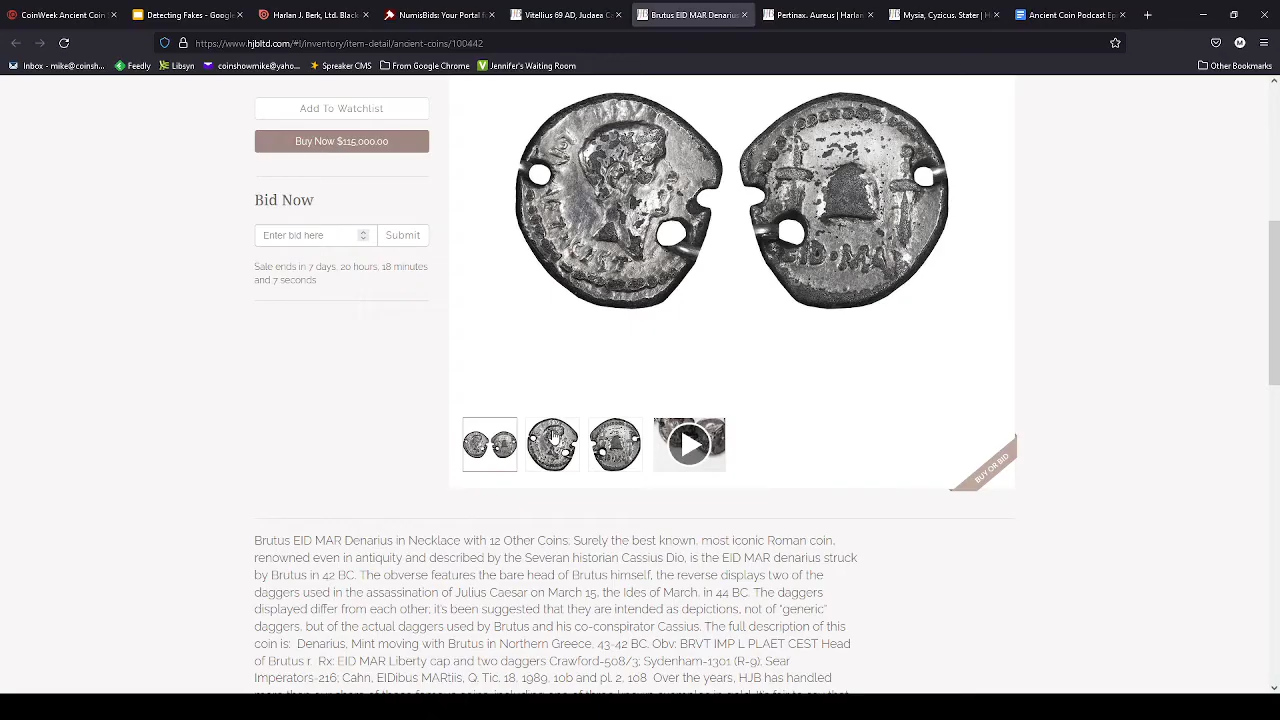 CoinWeek Ancient Coin S
Detecting Fakes - Google
Harlan J. Berk, Ltd. Black
NumisBids: Your Portal f
Vitellius 69 AD, Judaea Ca
Brutus EID MAR Denarius
Pertinax. Aureus | Harlan
Mysia, Cyzicus. Stater | H
Ancient Coin Podcast Ep
https://www.hjbltd.com/#!/inventory/item-detail/ancient-coins/100442
Inbox - mike@coinsh...
Feedly
Libsyn
coinshowmike@yaho...
Spreaker CMS
From Google Chrome
Jennifer's Waiting Room
Other Bookmarks
Add To Watchlist
Buy Now $115,000.00
Bid Now
Enter bid here
Submit
Sale ends in 7 days, 20 hours, 18 minutes
and 7 seconds
EID·MA
BUY OR BID
Brutus EID MAR Denarius in Necklace with 12 Other Coins. Surely the best known, most iconic Roman coin,
renowned even in antiquity and described by the Severan historian Cassius Dio, is the EID MAR denarius struck
by Brutus in 42 BC. The obverse features the bare head of Brutus himself, the reverse displays two of the
daggers used in the assassination of Julius Caesar on March 15, the Ides of March, in 44 BC. The daggers
displayed differ from each other; it's been suggested that they are intended as depictions, not of "generic"
daggers, but of the actual daggers used by Brutus and his co-conspirator Cassius. The full description of this
coin is: Denarius, Mint moving with Brutus in Northern Greece, 43-42 BC. Obv: BRVT IMP L PLAET CEST Head
of Brutus r. Rx: EID MAR Liberty cap and two daggers Crawford-508/3; Sydenham-1301 (R-9), Sear
Imperators-216; Cahn, EIDibus MARtiis, Q. Tic. 18, 1989, 10b and pl. 2, 108 Over the years, HJB has handled